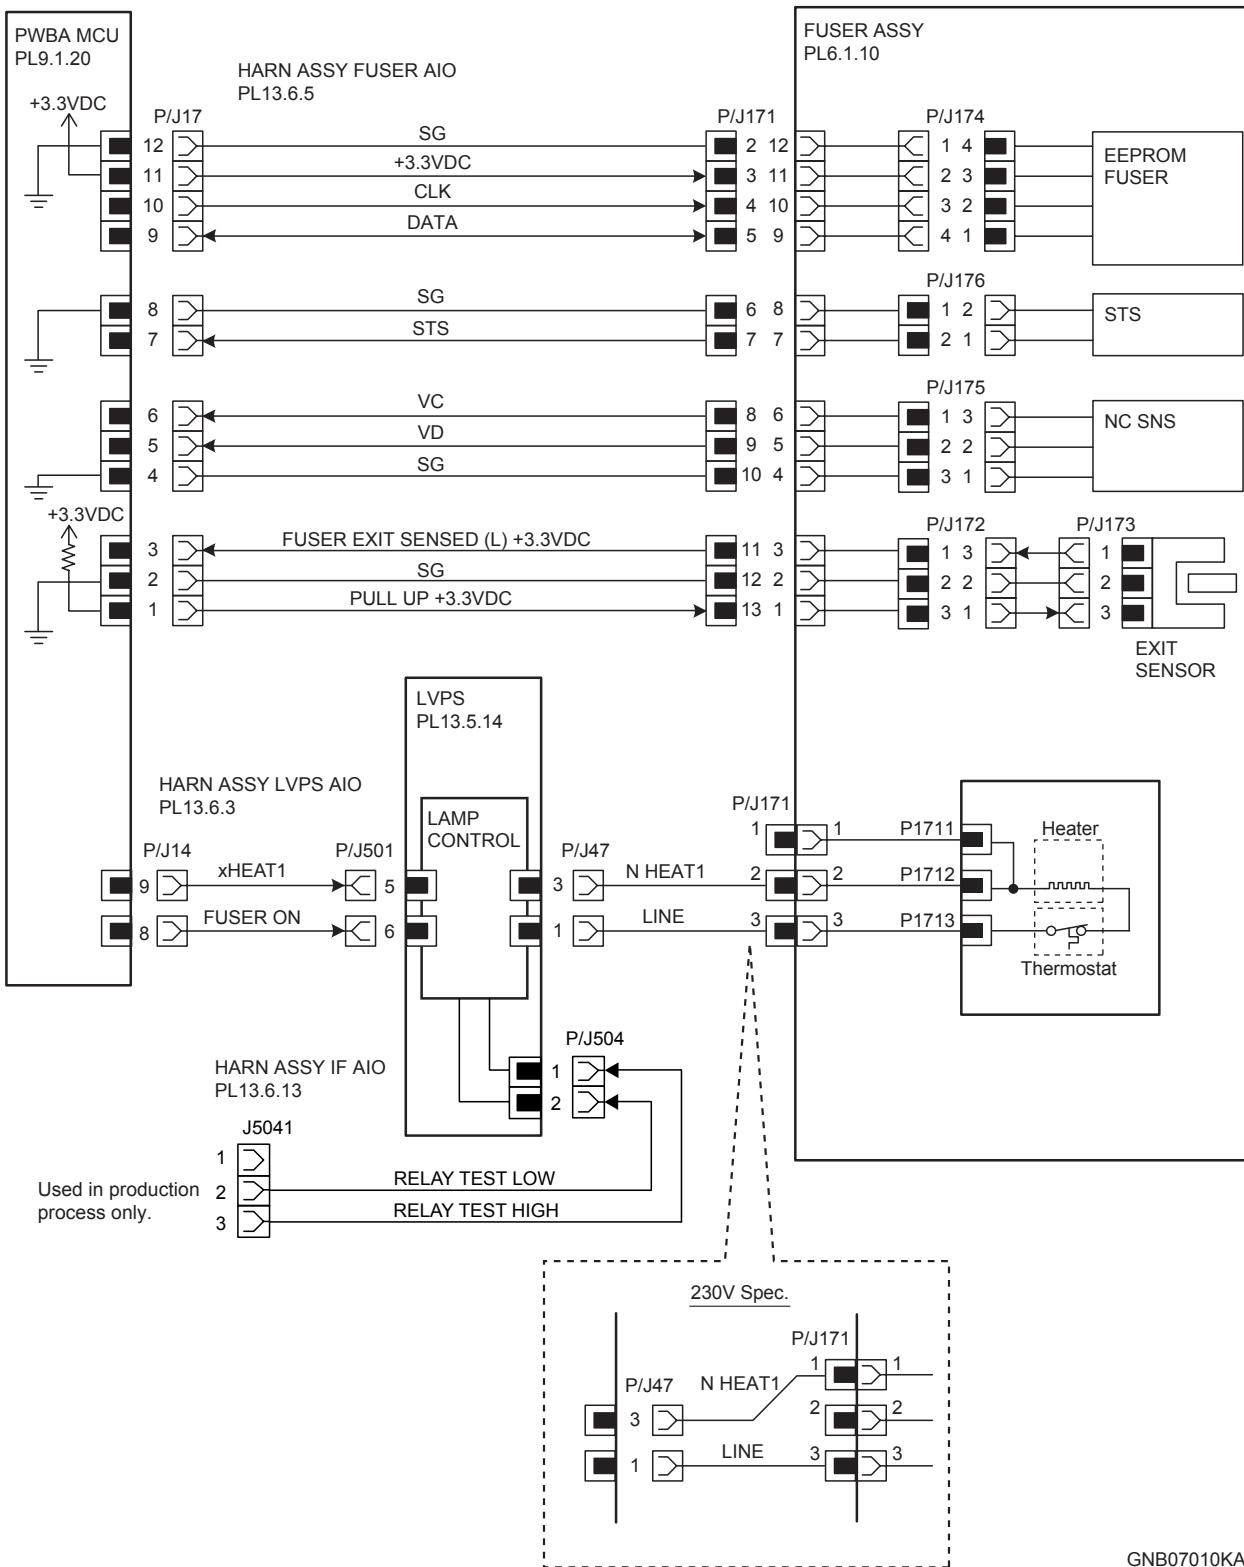 PWBA MCU
PL9.1.20
FUSER ASSY
PL6.1.10
HARN ASSY FUSER AIO
PL13.6.5
+3.3VDC
P/J17
P/J171
P/J174
12 SG 2 12 1 4
11 +3.3VDC 3 11 2 3
10 CLK 4 10 3 2
9 DATA 5 9 4 1
EEPROM
FUSER
P/J176
8 SG 6 8 1 2
7 STS 7 7 2 1
STS
P/J175
6 VC 8 6 1 3
5 VD 9 5 2 2
4 SG 10 4 3 1
NC SNS
+3.3VDC
P/J172
P/J173
3 FUSER EXIT SENSED (L) +3.3VDC 11 3 1 3 1
2 SG 12 2 2 2 2
1 PULL UP +3.3VDC 13 1 3 1 3
EXIT
SENSOR
LVPS
PL13.5.14
HARN ASSY LVPS AIO
PL13.6.3
LAMP
CONTROL
P/J14
P/J501
P/J47
P/J171
1 1 P1711
Heater
9 xHEAT1 5 3 N HEAT1 2 2 P1712
8 FUSER ON 6 1 LINE 3 3 P1713
Thermostat
HARN ASSY IF AIO
PL13.6.13
P/J504
1
2
J5041
1
2 RELAY TEST LOW
3 RELAY TEST HIGH
Used in production
process only.
230V Spec.
P/J171
P/J47
1 1
3 N HEAT1 2 2
1 LINE 3 3
GNB07010KA